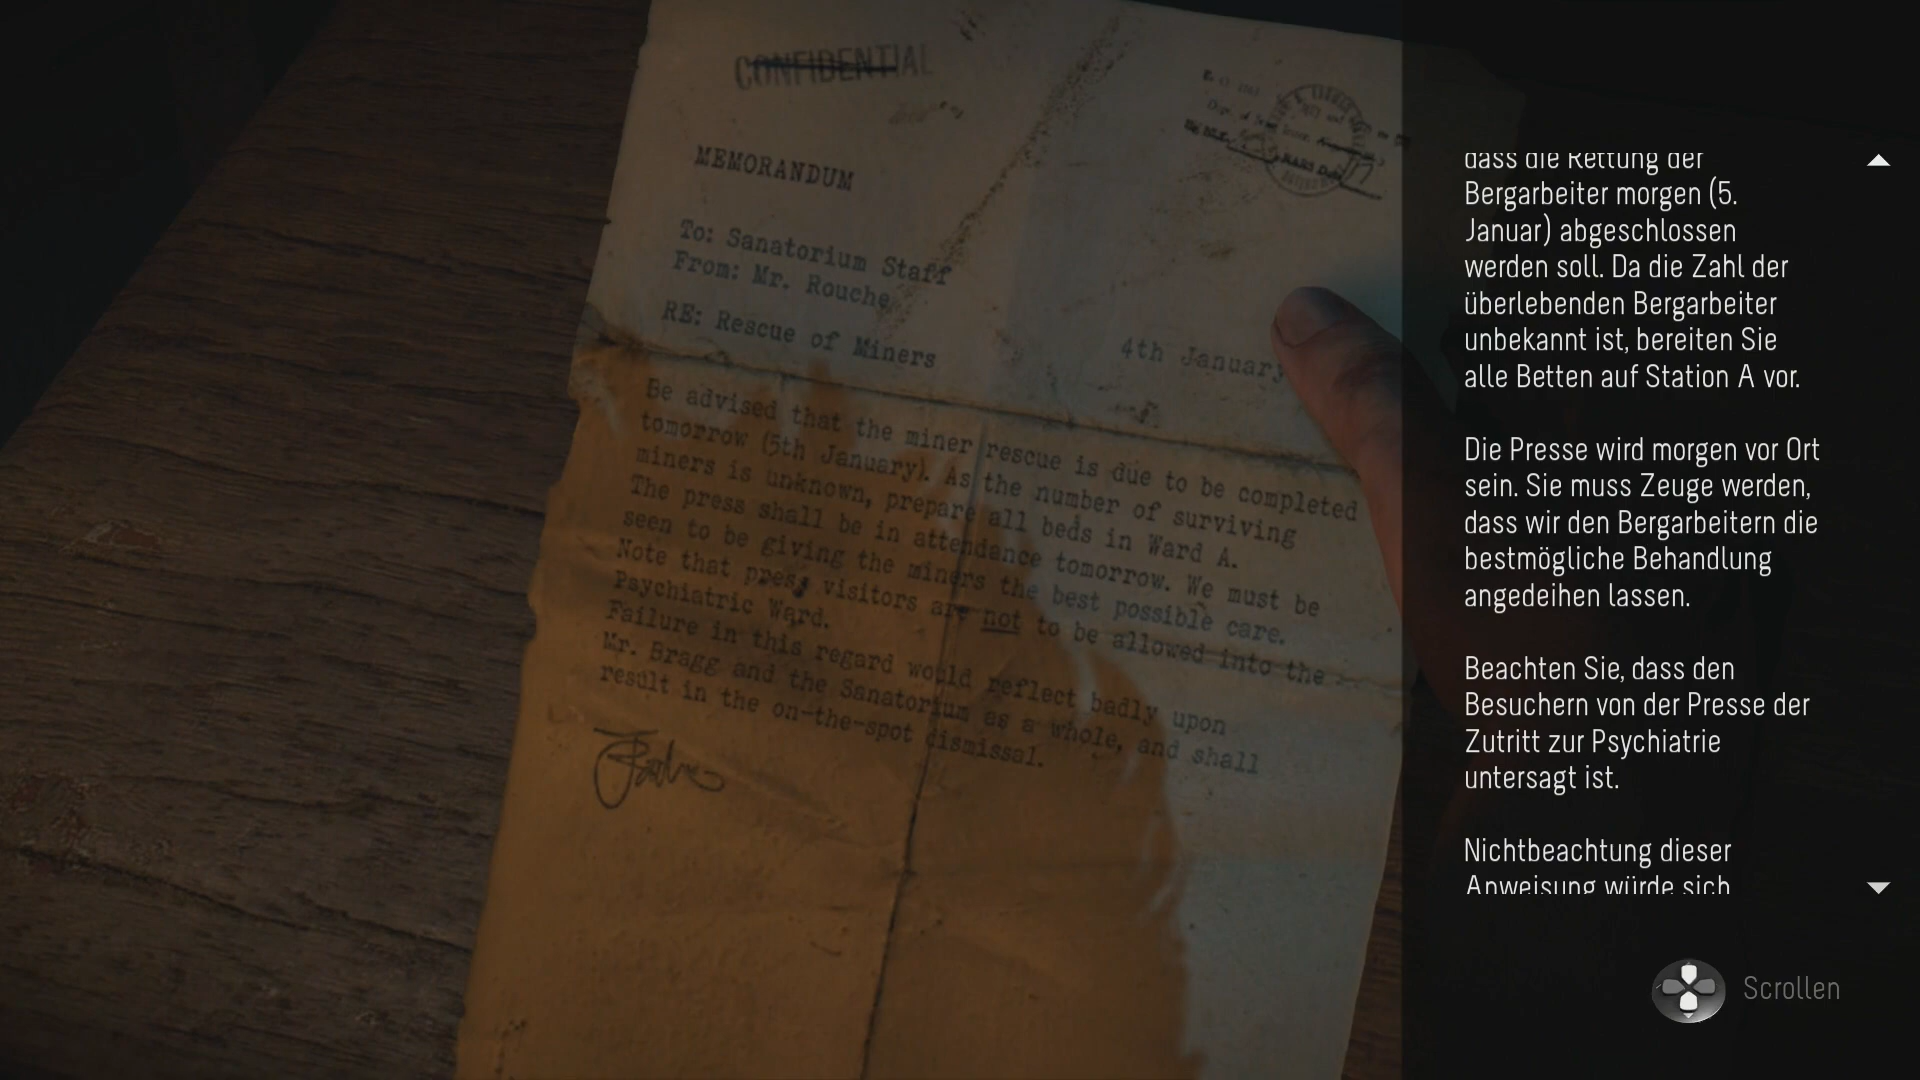 CONFIDENTIAL
MEMORANDUM
To: Sanatorium Staff
From: Mr. Rouche
RE: Rescue of Miners
4th January
Be advised that the miner rescue is due to be completed
tomorrow (5th January). As the number of surviving
miners is unknown, prepare all beds in Ward A.
The press shall be in attendance tomorrow. We must be
seen to be giving the miners the best possible care.
Note that press visitors are not to be allowed into the
Psychiatric Ward.
Failure in this regard would reflect badly upon
Mr. Bragg and the Sanatorium as a whole, and shall
result in the on-the-spot dismissal.
dass die Rettung der
Bergarbeiter morgen (5.
Januar) abgeschlossen
werden soll. Da die Zahl der
überlebenden Bergarbeiter
unbekannt ist, bereiten Sie
alle Betten auf Station A vor.
Die Presse wird morgen vor Ort
sein. Sie muss Zeuge werden,
dass wir den Bergarbeitern die
bestmögliche Behandlung
angedeihen lassen.
Beachten Sie, dass den
Besuchern von der Presse der
Zutritt zur Psychiatrie
untersagt ist.
Nichtbeachtung dieser
Anweisung würde sich
Scrollen